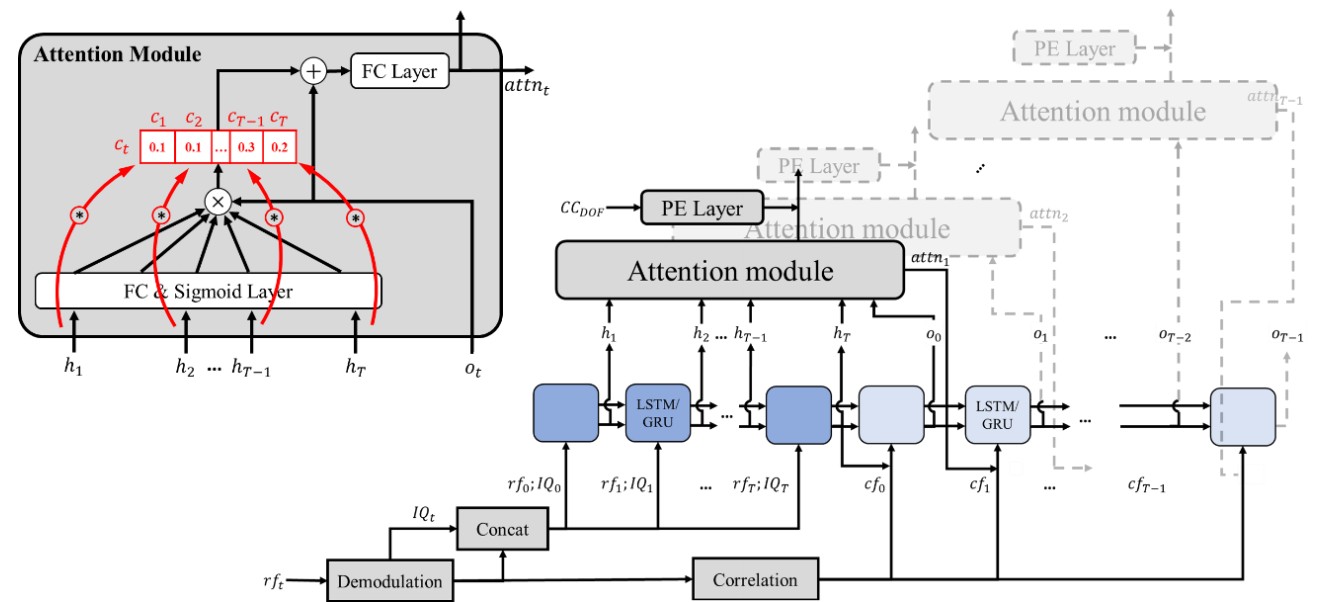 Attention Module
FC Layer
attn_t
+
c_1 c_2 c_{T-1} c_T
c_t 0.1 0.1 ... 0.3 0.2
×
* * * *
FC & Sigmoid Layer
h_1 h_2 ... h_{T-1} h_T o_t
PE Layer
attn_{T-1}
Attention module
PE Layer
...
CC_{DOF} PE Layer
attn_2
Attention module
Attention module
attn_1
h_1 h_2 ... h_{T-1} h_T o_0 o_1 ... o_{T-2} o_{T-1}
LSTM/
GRU
...
LSTM/
GRU
...
rf_0;IQ_0 rf_1;IQ_1 ... rf_T;IQ_T cf_0 cf_1 ... cf_{T-1}
IQ_t
Concat
rf_t Demodulation Correlation